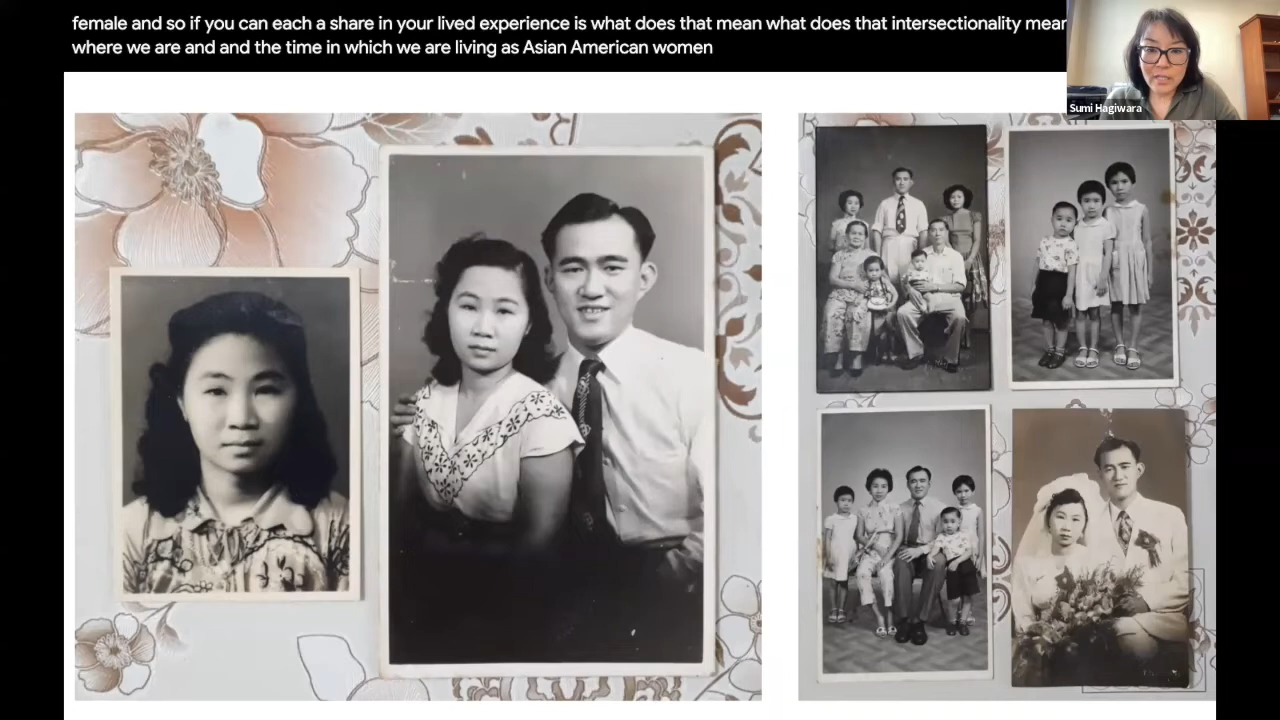 female and so if you can each a share in your lived experience is what does that mean what does that intersectionality mean
where we are and and the time in which we are living as Asian American women
Sumi Hagiwara